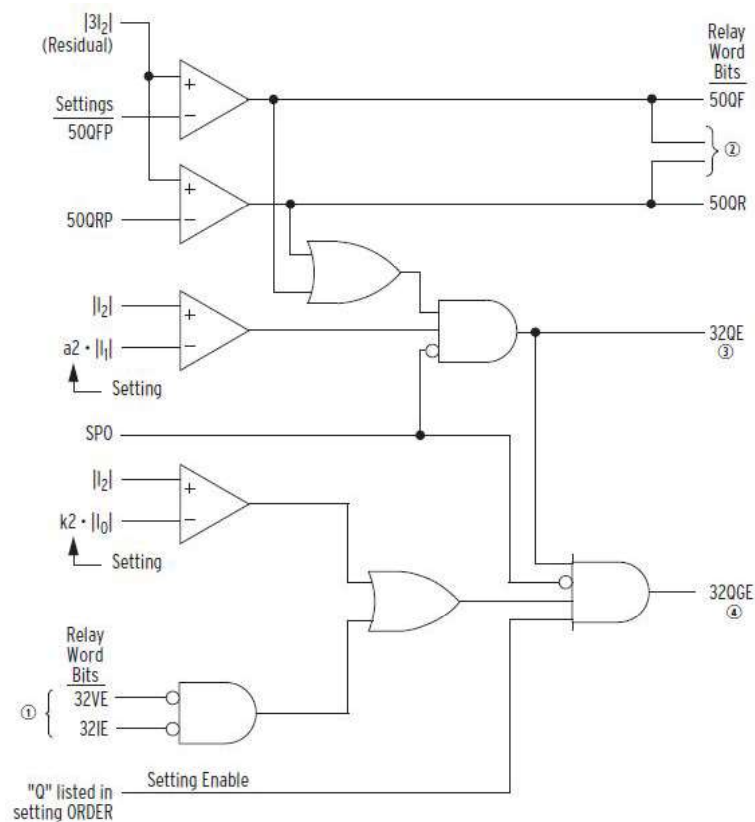 |3I₂|
(Residual)
Settings
50QFP
50QRP
|I₂|
a2 • |I₁|
Setting
SPO
|I₂|
k2 • |I₀|
Setting
Relay
Word
Bits
① 32VE
32IE
"Q" listed in
setting ORDER
Setting Enable
+
−
+
−
+
−
+
−
Relay
Word
Bits
50QF
②
50QR
32QE
③
32QGE
④